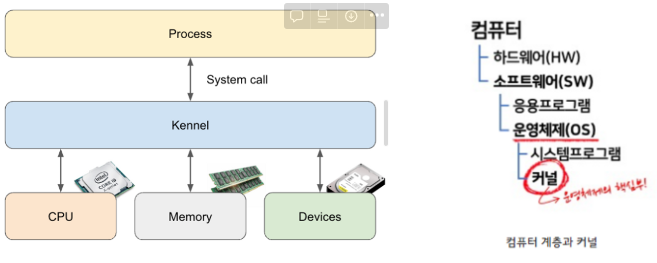 Process
System call
Kennel
CPU
Memory
Devices
컴퓨터
하드웨어(HW)
소프트웨어(SW)
응용프로그램
운영체제(OS)
시스템프로그램
커널
운영체제의 핵심부!
컴퓨터 계층과 커널